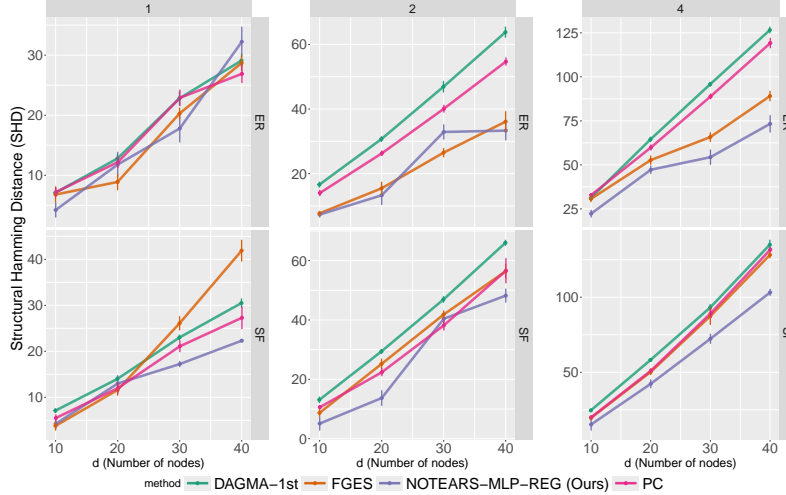 1
2
4
Structural Hamming Distance (SHD)
30
20
10
ER
60
40
20
ER
125
100
75
50
25
40
30
20
10
SF
60
40
20
0
SF
100
50
10 20 30 40
10 20 30 40
10 20 30 40
d (Number of nodes)
d (Number of nodes)
d (Number of nodes)
method DAGMA−1st FGES NOTEARS−MLP−REG (Ours) PC